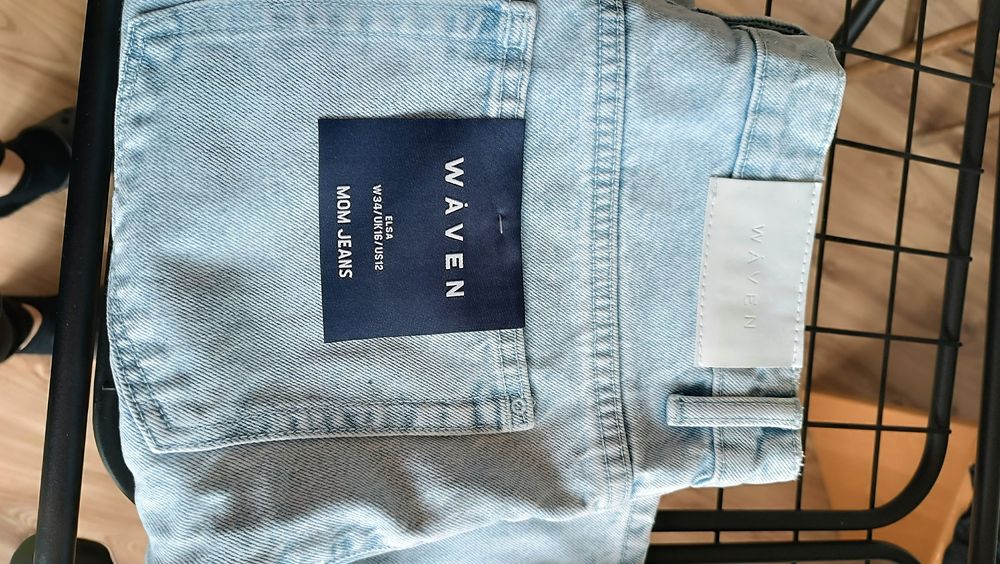 WÅVEN
ELSA
W34/UK16/US12
MOM JEANS
WÅVEN